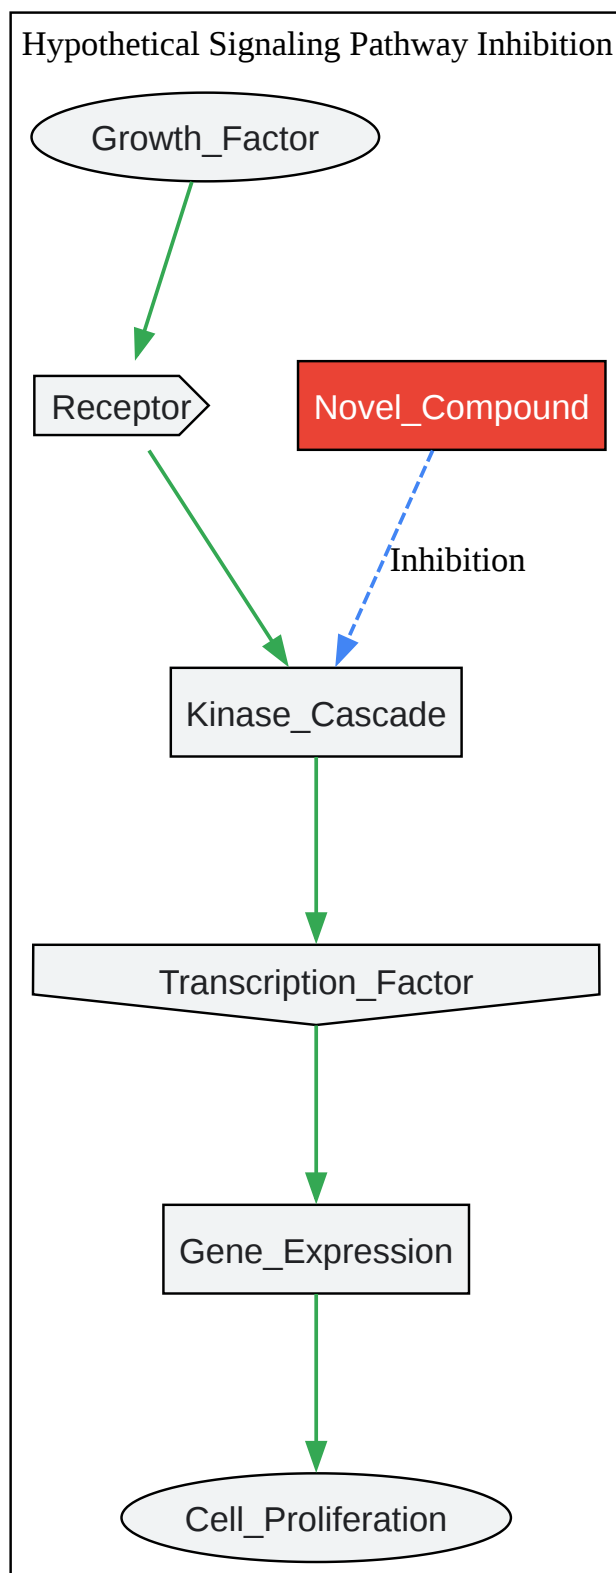 Hypothetical Signaling Pathway Inhibition
Growth_Factor
Receptor
Novel_Compound
Inhibition
Kinase_Cascade
Transcription_Factor
Gene_Expression
Cell_Proliferation